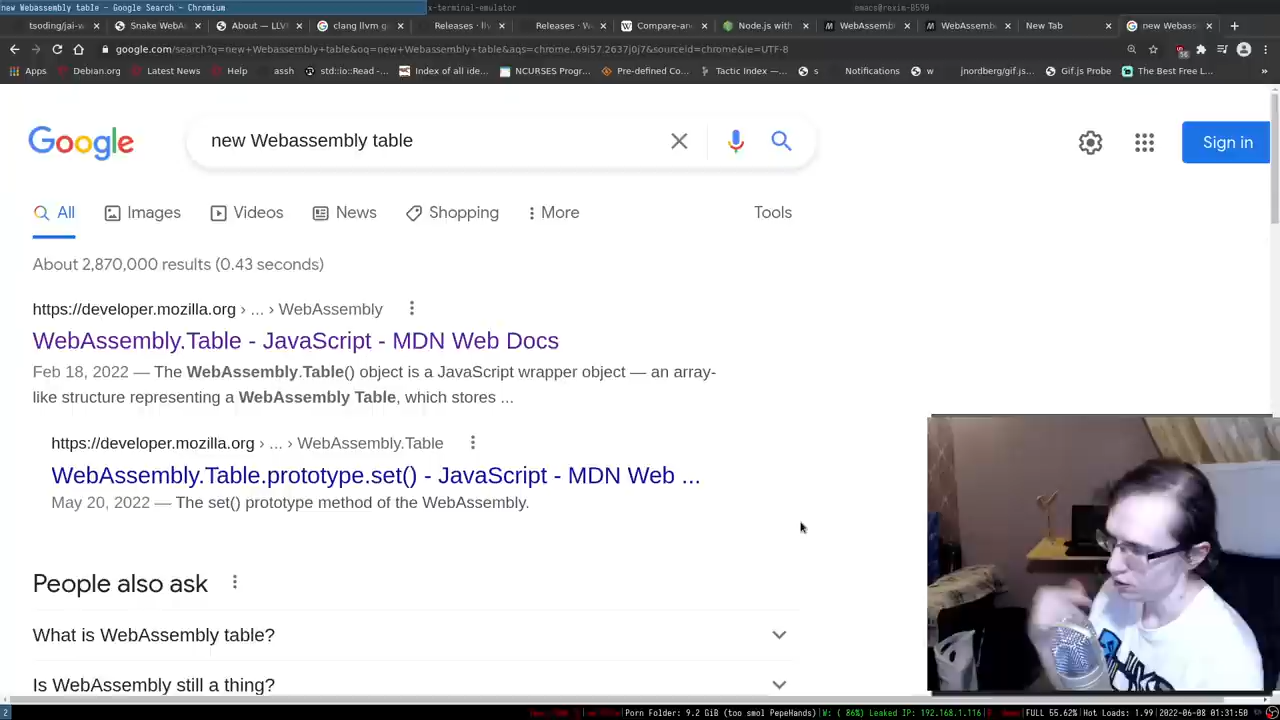 new Webassembly table - Google Search - Chromium
x-terminal-emulator
emacs@rexim-8590
tsoding/jai-w
Snake WebA
About — LLV
clang llvm g
Releases · ll
Releases · W
Compare-an
Node.js with
WebAssemb
WebAssemb
New Tab
new Webass
google.com/search?q=new+Webassembly+table&oq=new+Webassembly+table&aqs=chrome..69i57.2637j0j7&sourceid=chrome&ie=UTF-8
Apps
Debian.org
Latest News
Help
assh
std::io::Read -...
Index of all ide...
NCURSES Progr...
Pre-defined Co...
Tactic Index —...
s
Notifications
w
jnordberg/gif.js...
Gif.js Probe
The Best Free L...
»
Google
new Webassembly table
Sign in
All
Images
Videos
News
Shopping
More
Tools
About 2,870,000 results (0.43 seconds)
https://developer.mozilla.org › ... › WebAssembly
WebAssembly.Table - JavaScript - MDN Web Docs
Feb 18, 2022 — The WebAssembly.Table() object is a JavaScript wrapper object — an array-
like structure representing a WebAssembly Table, which stores ...
https://developer.mozilla.org › ... › WebAssembly.Table
WebAssembly.Table.prototype.set() - JavaScript - MDN Web ...
May 20, 2022 — The set() prototype method of the WebAssembly.
People also ask
What is WebAssembly table?
Is WebAssembly still a thing?
2
Porn Folder: 9.2 GiB (too smol PepeHands)
W: ( 86%) Leaked IP: 192.168.1.116
FULL 55.62%
Hot Loads: 1.99
2022-06-08 01:31:50